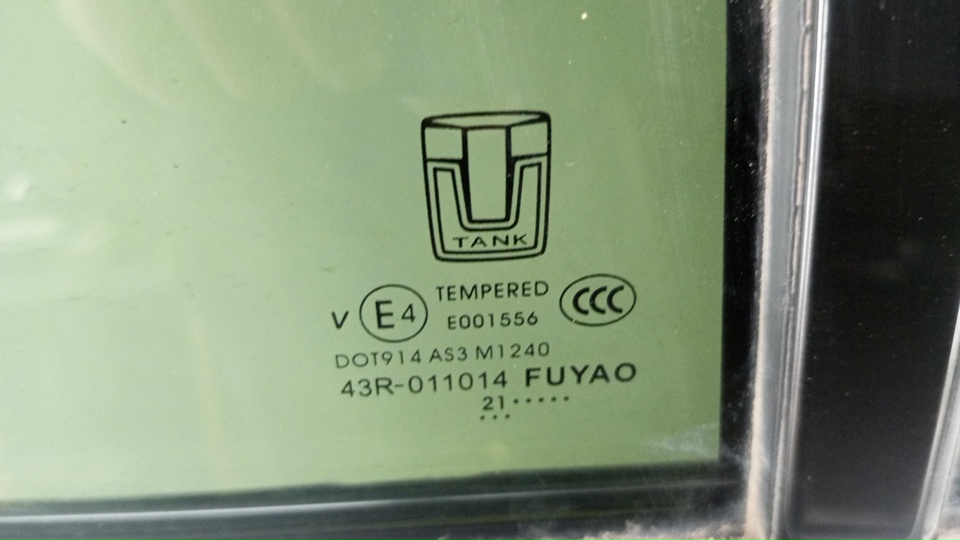 TANK
TEMPERED
V E4 E001556 CCC
DOT914 AS3 M1240
43R-011014 FUYAO
21.....
...